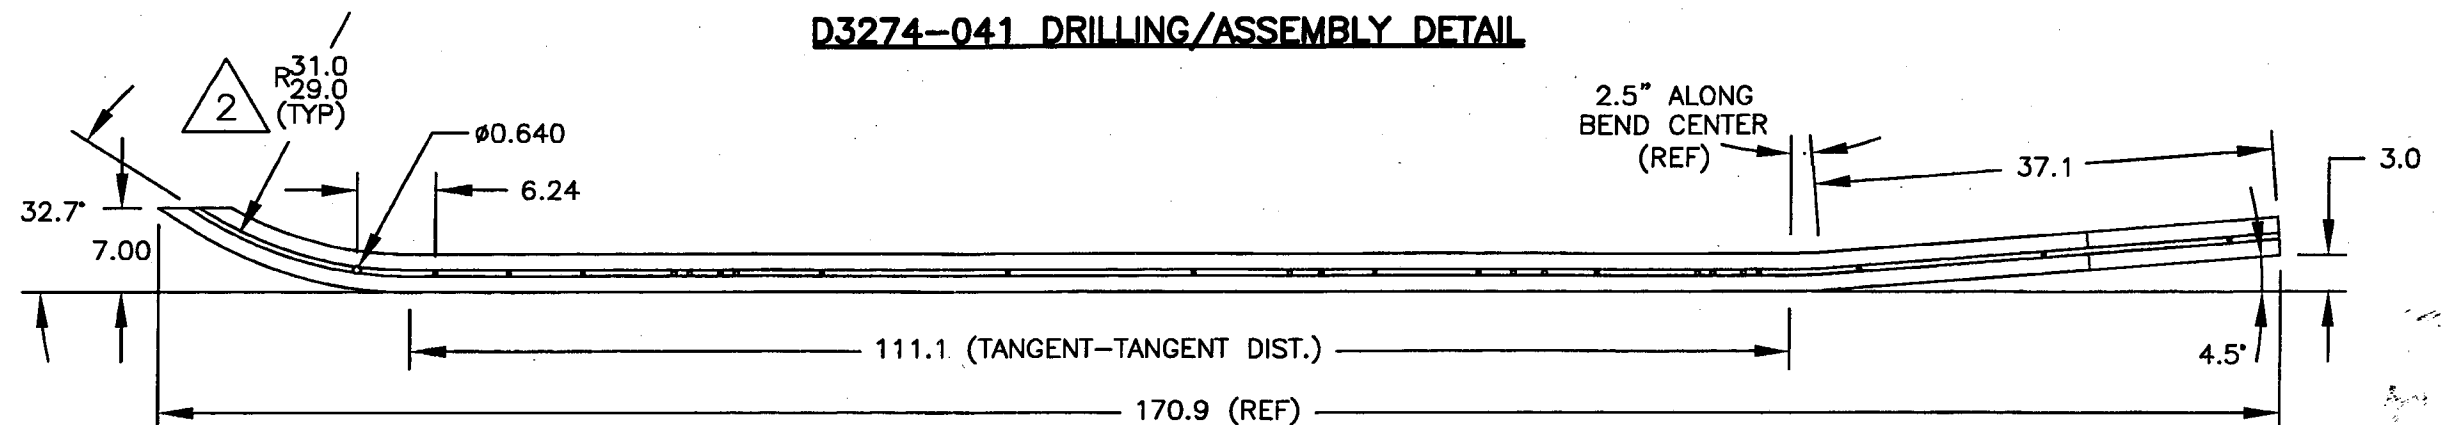 D3274-041 DRILLING/ASSEMBLY DETAIL
2
R31.0
29.0
(TYP)
ø0.640
6.24
32.7°
7.00
2.5" ALONG
BEND CENTER
(REF)
37.1
3.0
111.1 (TANGENT-TANGENT DIST.)
4.5°
170.9 (REF)